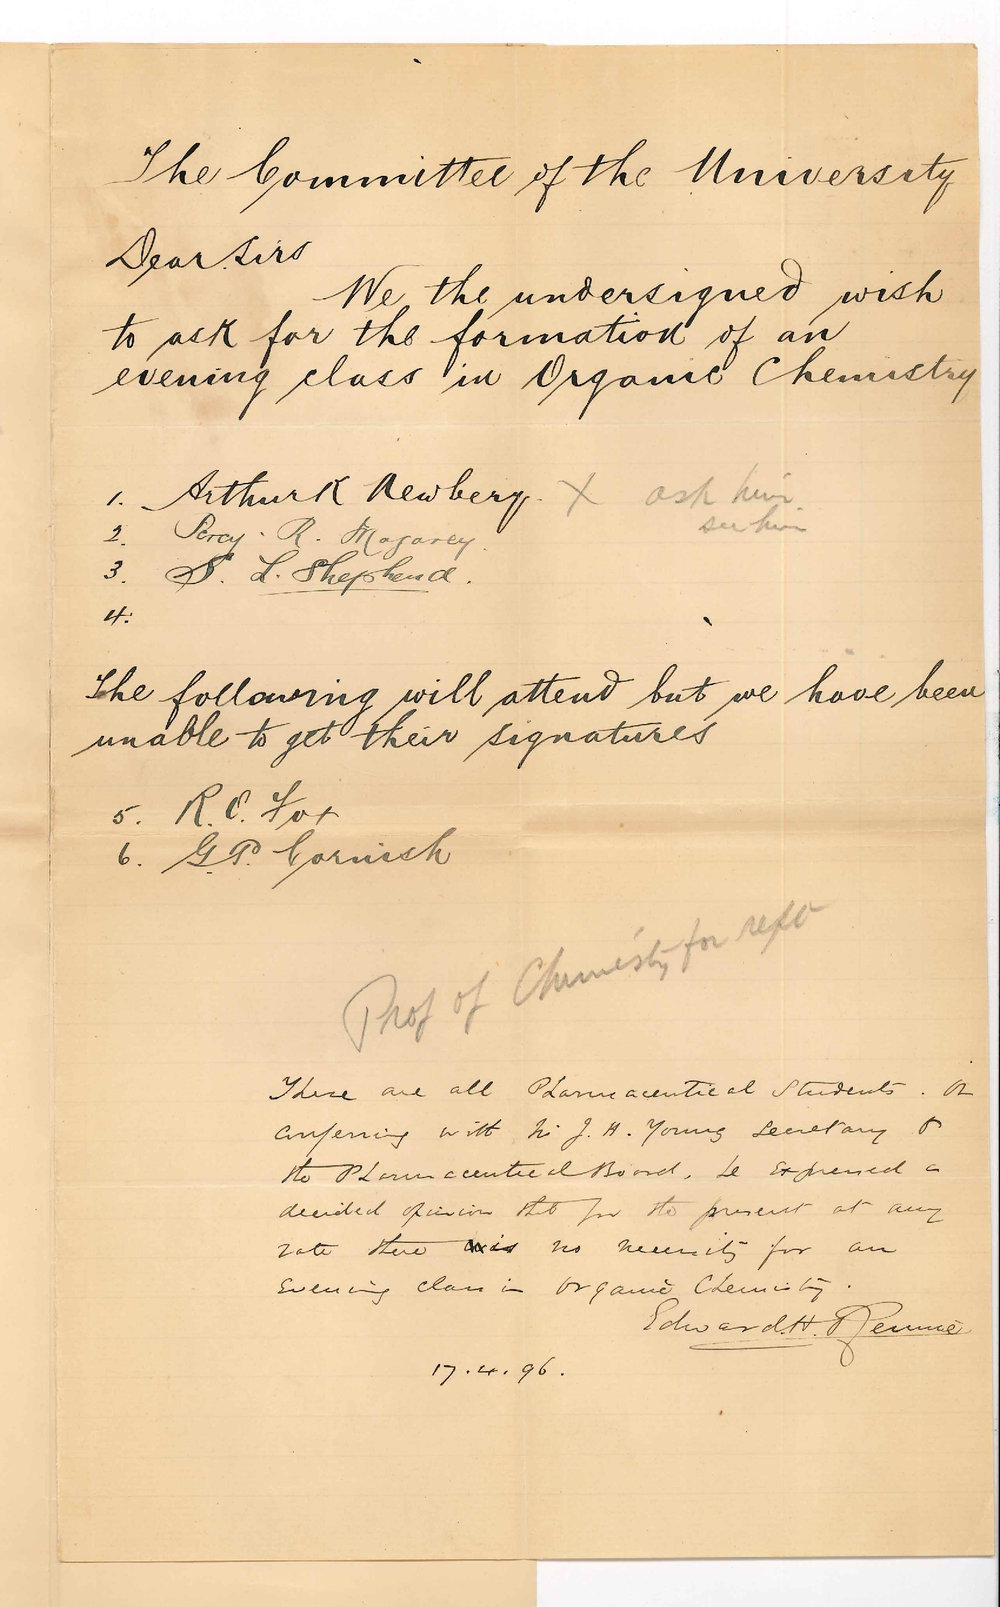 The Committee of the University
Dear Sirs
We the undersigned wish
to ask for the formation of an
evening class in Organic Chemistry
1. Arthur K Newbery. X ask him
see him
2. Percy. R. Magarey.
3. S. L. Shepherd.
4.
The following will attend but we have been
unable to get their signatures
5. R. C. Fox
6. G. P. Cornish
Prof of Chemistry for repo
These are all Pharmaceutical Students. On
conferring with Mr J. H. Young Secretary to
the Pharmaceutical Board, he expressed a
decided opinion that for the present at any
rate there is no necessity for an
Evening class in Organic Chemistry.
Edward. H. Rennie
17.4.96.